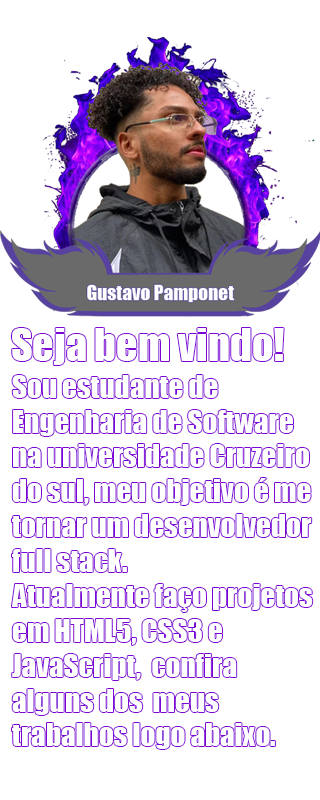 Gustavo Pamponet
Seja bem vindo!
Sou estudante de
Engenharia de Software
na universidade Cruzeiro
do sul, meu objetivo é me
tornar um desenvolvedor
full stack.
Atualmente faço projetos
em HTML5, CSS3 e
JavaScript,  confira
alguns dos  meus
trabalhos logo abaixo.